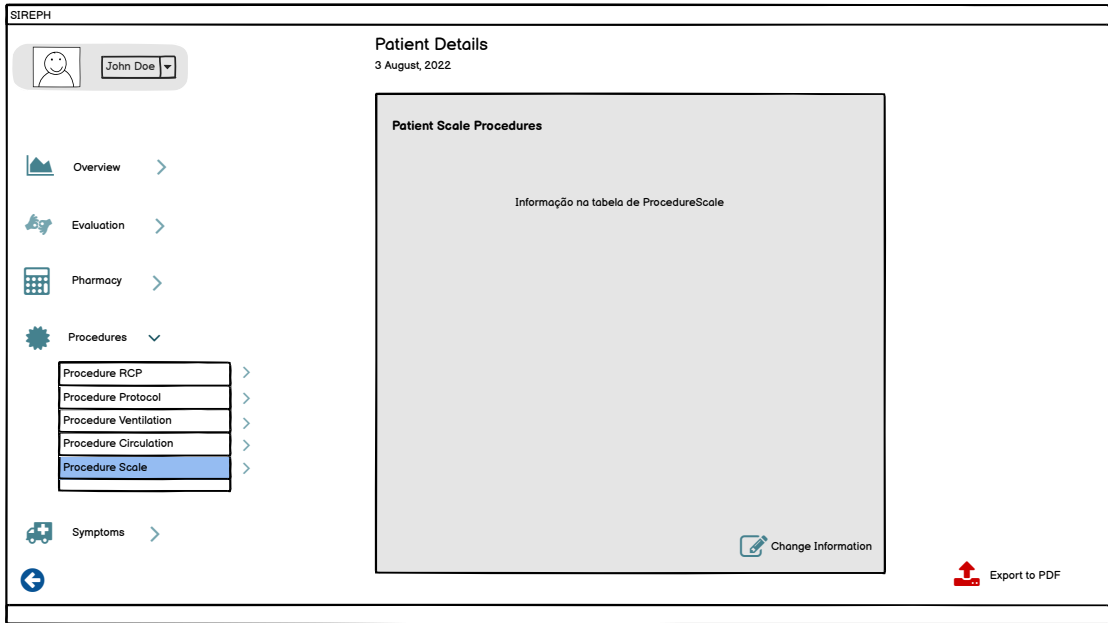 SIREPH
John Doe
Patient Details
3 August, 2022
Overview
Evaluation
Pharmacy
Procedures
Procedure RCP
Procedure Protocol
Procedure Ventilation
Procedure Circulation
Procedure Scale
Symptoms
Patient Scale Procedures
Informação na tabela de ProcedureScale
Change Information
Export to PDF